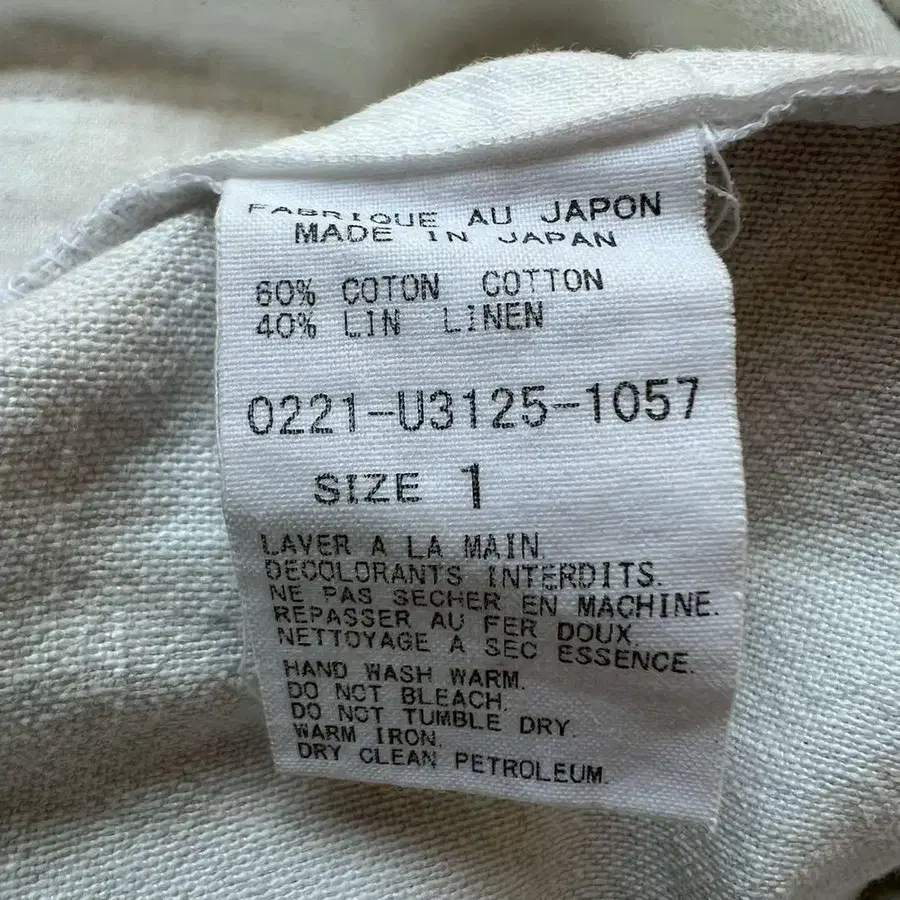 FABRIQUE AU JAPON
MADE IN JAPAN
60% COTON COTTON
40% LIN LINEN
0221-U3125-1057
SIZE 1
LAVER A LA MAIN.
DECOLORANTS INTERDITS.
NE PAS SECHER EN MACHINE.
REPASSER AU FER DOUX.
NETTOYAGE A SEC ESSENCE.
HAND WASH WARM.
DO NOT BLEACH.
DO NOT TUMBLE DRY.
WARM IRON.
DRY CLEAN PETROLEUM.